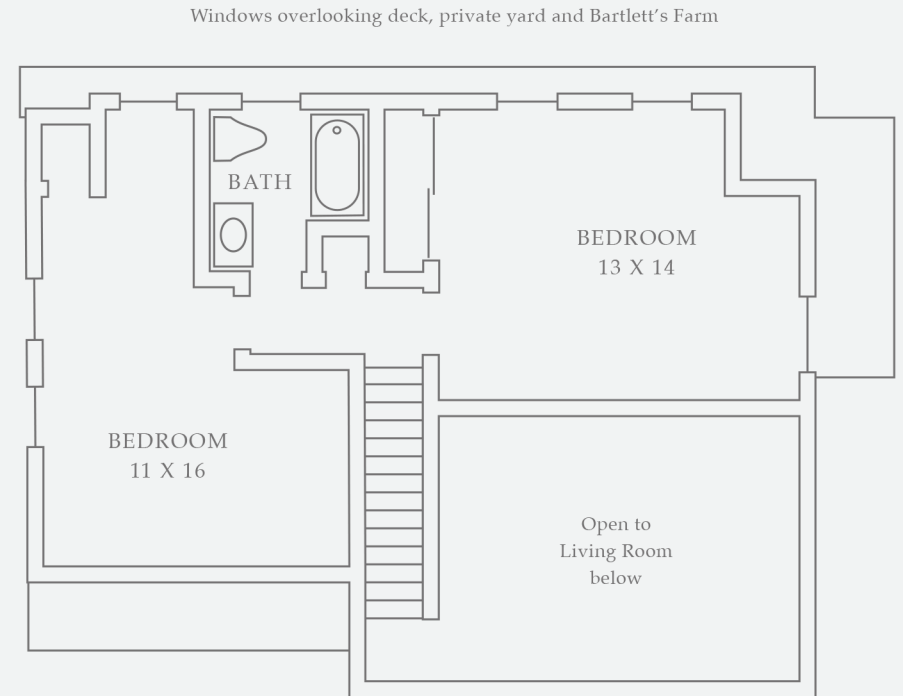 Windows overlooking deck, private yard and Bartlett’s Farm
BATH
BEDROOM
13 X 14
BEDROOM
11 X 16
Open to
Living Room
below